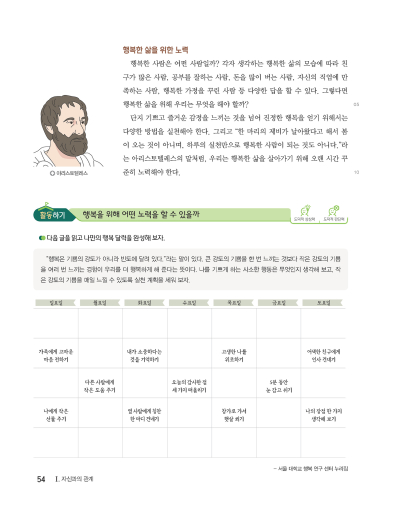 행복한 삶을 위한 노력
행복한 사람은 어떤 사람일까? 각자 생각하는 행복한 삶의 모습에 따라 친
구가 많은 사람, 공부를 잘하는 사람, 돈을 많이 버는 사람, 자신의 직업에 만
족하는 사람, 행복한 가정을 꾸린 사람 등 다양한 답을 할 수 있다. 그렇다면
행복한 삶을 위해 우리는 무엇을 해야 할까?
단지 기쁘고 즐거운 감정을 느끼는 것을 넘어 진정한 행복을 얻기 위해서는
다양한 방법을 실천해야 한다. 그리고 “한 마리의 제비가 날아왔다고 해서 봄
이 오는 것이 아니며, 하루의 실천만으로 행복한 사람이 되는 것도 아니다.”라
는 아리스토텔레스의 말처럼, 우리는 행복한 삶을 살아가기 위해 오랜 시간 꾸
준히 노력해야 한다.
10
아리스토텔레스
활동하기
행복을 위해 어떤 노력을 할 수 있을까
다음 글을 읽고 나만의 행복 달력을 완성해 보자.
“행복은 기쁨의 강도가 아니라 빈도에 달려 있다.”라는 말이 있다. 큰 강도의 기쁨을 한 번 느끼는 것보다 작은 강도의 기쁨
을 여러 번 느끼는 경험이 우리를 더 행복하게 해 준다는 뜻이다. 나를 기쁘게 하는 사소한 행동은 무엇인지 생각해 보고, 작
은 강도의 기쁨을 매일 느낄 수 있도록 실천 계획을 세워 보자.
일요일 월요일 화요일 수요일 목요일 금요일 토요일
가족에게 고마운 마음 전하기
내가 소중하다는 것을 기억하기
고생한 나를 위로하기
어색한 친구에게 인사 건네기
다른 사람에게 작은 도움 주기
오늘의 감사한 점 세 가지 떠올리기
5분 동안 눈 감고 쉬기
나에게 작은 선물 주기
옆 사람에게 칭찬 한 마디 건네기
밖으로 가서 햇살 쬐기
나의 장점 한 가지 생각해 보기
- 서울 대학교 행복 연구 센터 누리집
54 Ⅰ. 자신과의 관계